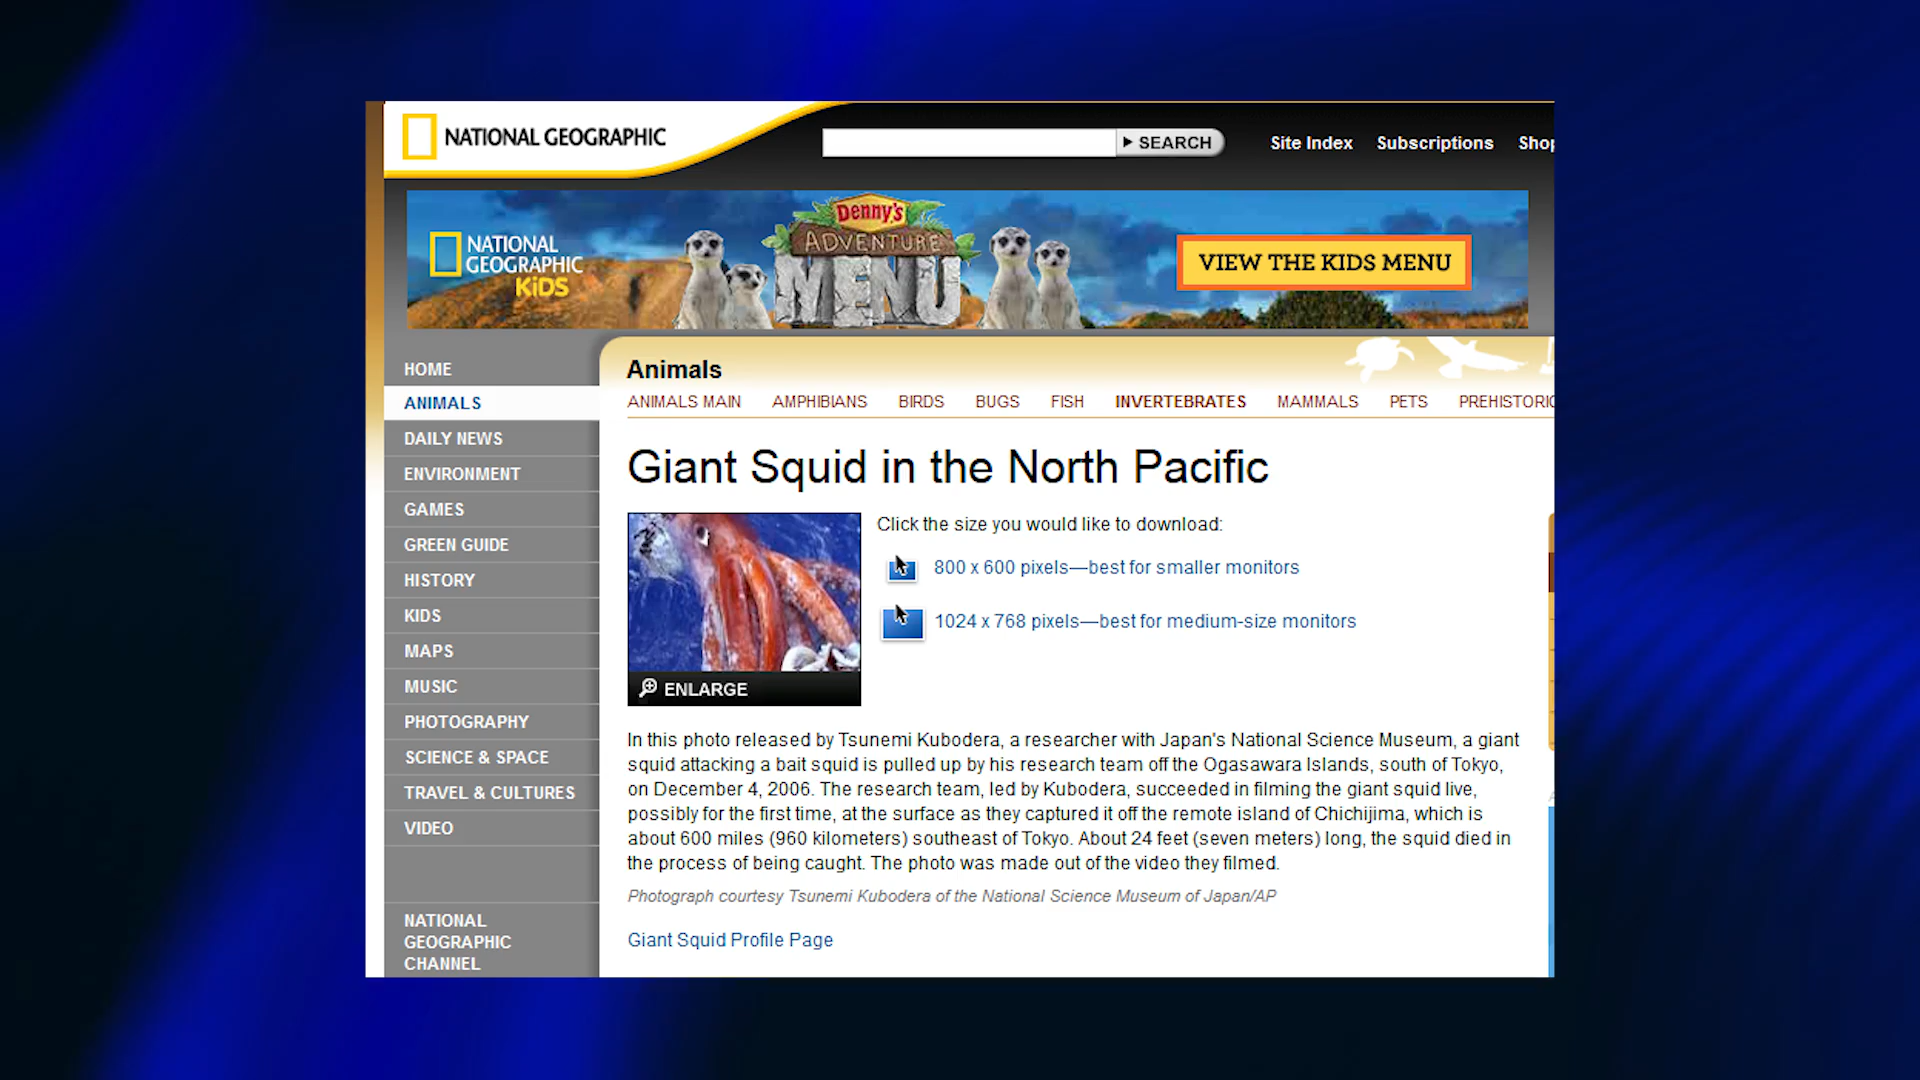 NATIONAL GEOGRAPHIC
SEARCH
Site Index Subscriptions Shop
NATIONAL
GEOGRAPHIC
KiDS
Denny's
ADVENTURE
MENU
VIEW THE KIDS MENU
HOME
ANIMALS
DAILY NEWS
ENVIRONMENT
GAMES
GREEN GUIDE
HISTORY
KIDS
MAPS
MUSIC
PHOTOGRAPHY
SCIENCE & SPACE
TRAVEL & CULTURES
VIDEO
NATIONAL
GEOGRAPHIC
CHANNEL
Animals
ANIMALS MAIN AMPHIBIANS BIRDS BUGS FISH INVERTEBRATES MAMMALS PETS PREHISTORIC
Giant Squid in the North Pacific
Click the size you would like to download:
800 x 600 pixels—best for smaller monitors
1024 x 768 pixels—best for medium-size monitors
ENLARGE
In this photo released by Tsunemi Kubodera, a researcher with Japan's National Science Museum, a giant
squid attacking a bait squid is pulled up by his research team off the Ogasawara Islands, south of Tokyo,
on December 4, 2006. The research team, led by Kubodera, succeeded in filming the giant squid live,
possibly for the first time, at the surface as they captured it off the remote island of Chichijima, which is
about 600 miles (960 kilometers) southeast of Tokyo. About 24 feet (seven meters) long, the squid died in
the process of being caught. The photo was made out of the video they filmed.
Photograph courtesy Tsunemi Kubodera of the National Science Museum of Japan/AP
Giant Squid Profile Page